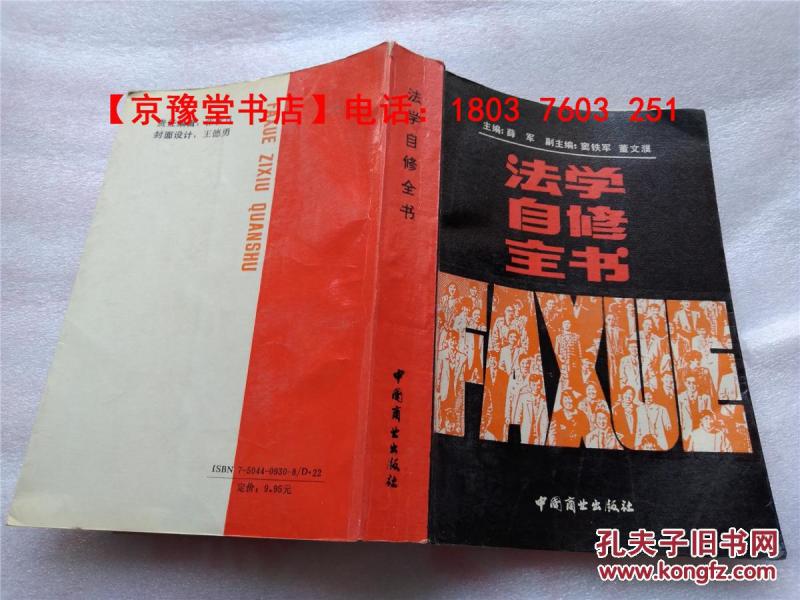 【京豫堂书店】电话：1803 7603 251
封面设计：王德勇
FAXUE ZIXIU QUANSHU
ISBN 7-5044-0930-8/D·22
定价：9.95元
法学自修全书
中国商业出版社
主编：薛 军 副主编：窦铁军 董文濮
法学
自修
全书
FAXUE
中国商业出版社
孔夫子旧书网
kongfz.com